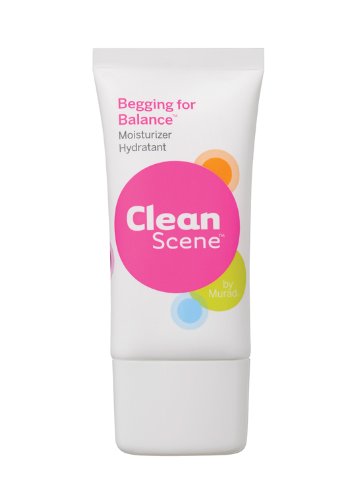 Begging for
Balance™
Moisturizer
Hydratant
Clean
Scene™
by
Murad